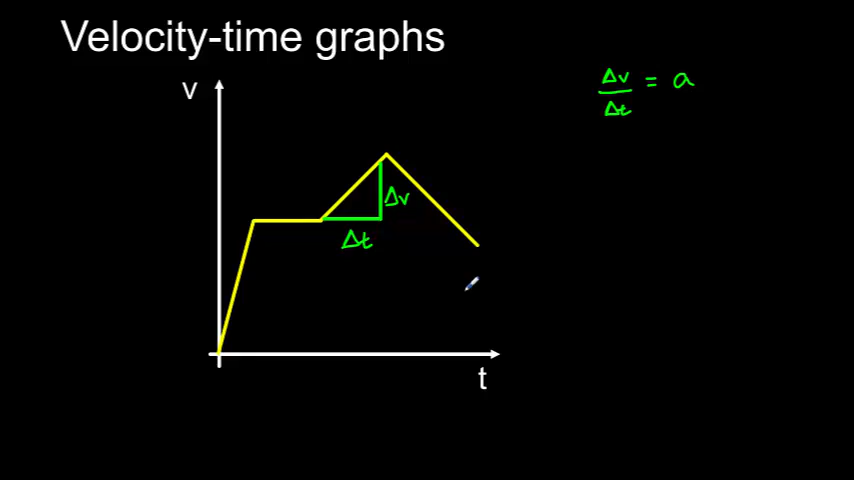 Velocity-time graphs
v
Δv
Δt
= a
Δv
Δt
t